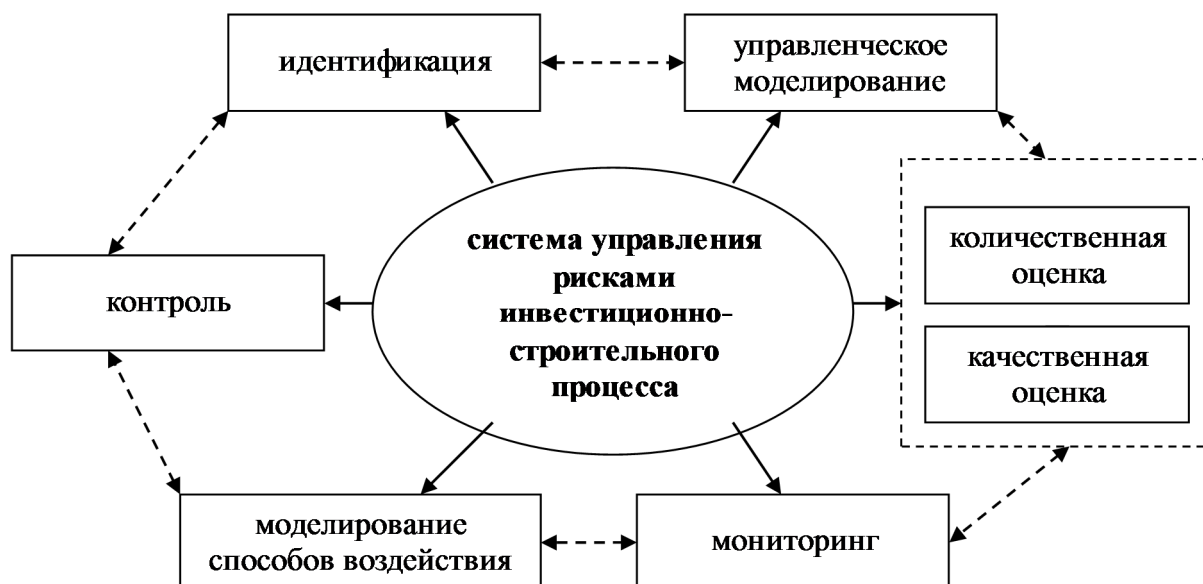 идентификация
управленческое
моделирование
система управления
рисками
инвестиционно-
строительного
процесса
количественная
оценка
качественная
оценка
контроль
моделирование
способов воздействия
мониторинг